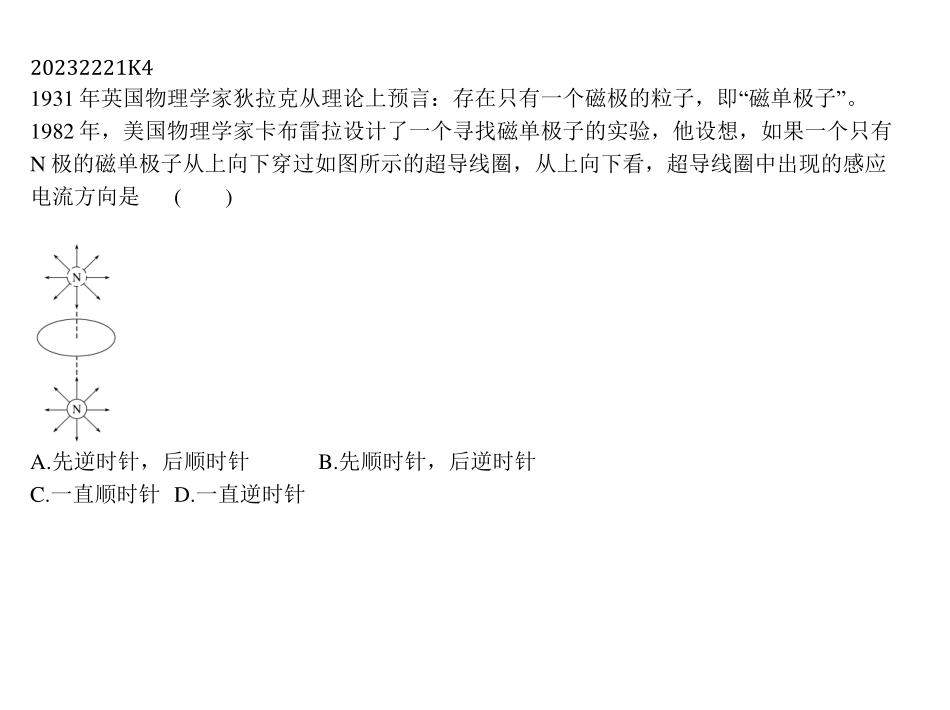 20232221K4
1931 年英国物理学家狄拉克从理论上预言：存在只有一个磁极的粒子，即“磁单极子”。
1982 年，美国物理学家卡布雷拉设计了一个寻找磁单极子的实验，他设想，如果一个只有
N 极的磁单极子从上向下穿过如图所示的超导线圈，从上向下看，超导线圈中出现的感应
电流方向是 (  )
N
N
A.先逆时针，后顺时针 B.先顺时针，后逆时针
C.一直顺时针 D.一直逆时针